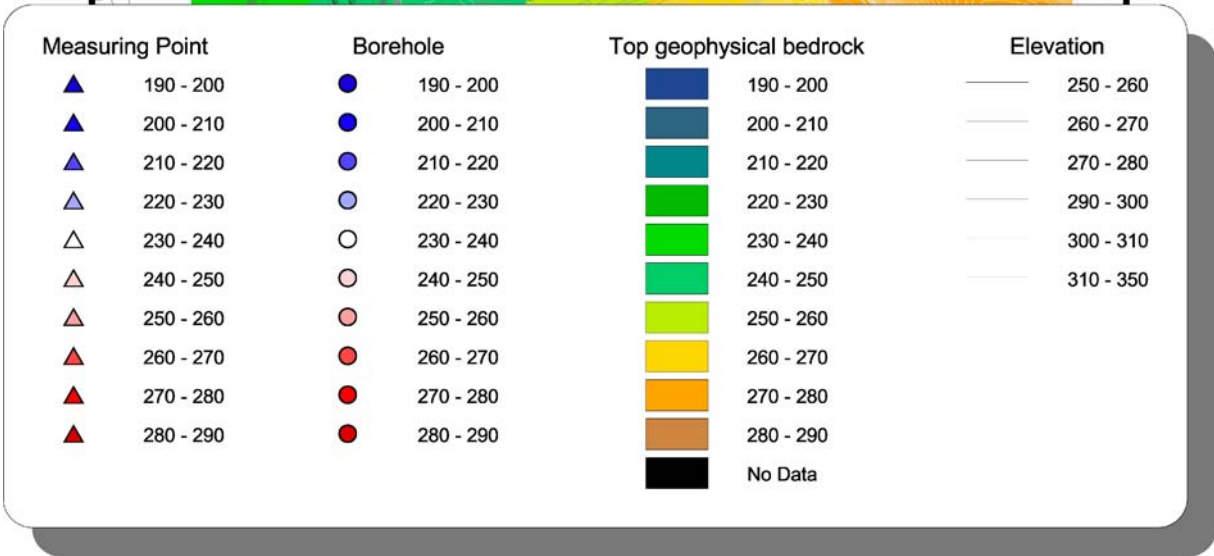 Measuring Point Borehole Top geophysical bedrock Elevation
190 - 200 190 - 200 190 - 200 250 - 260
200 - 210 200 - 210 200 - 210 260 - 270
210 - 220 210 - 220 210 - 220 270 - 280
220 - 230 220 - 230 220 - 230 290 - 300
230 - 240 230 - 240 230 - 240 300 - 310
240 - 250 240 - 250 240 - 250 310 - 350
250 - 260 250 - 260 250 - 260
260 - 270 260 - 270 260 - 270
270 - 280 270 - 280 270 - 280
280 - 290 280 - 290 280 - 290
No Data